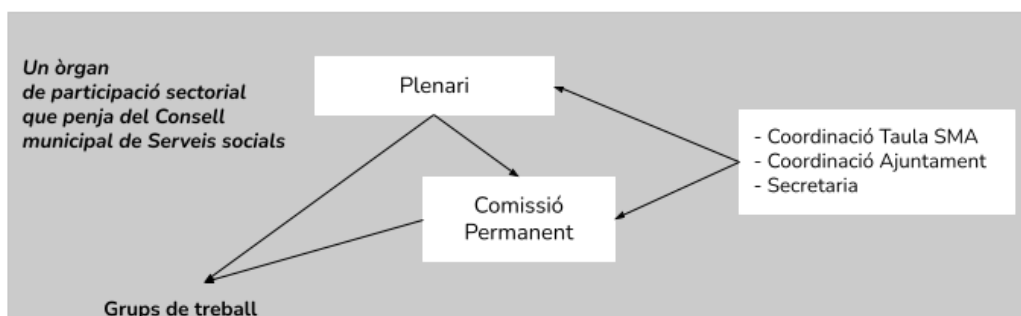 Un òrgan
de participació sectorial
que penja del Consell
municipal de Serveis socials
Plenari
- Coordinació Taula SMA
- Coordinació Ajuntament
- Secretaria
Comissió
Permanent
Grups de treball